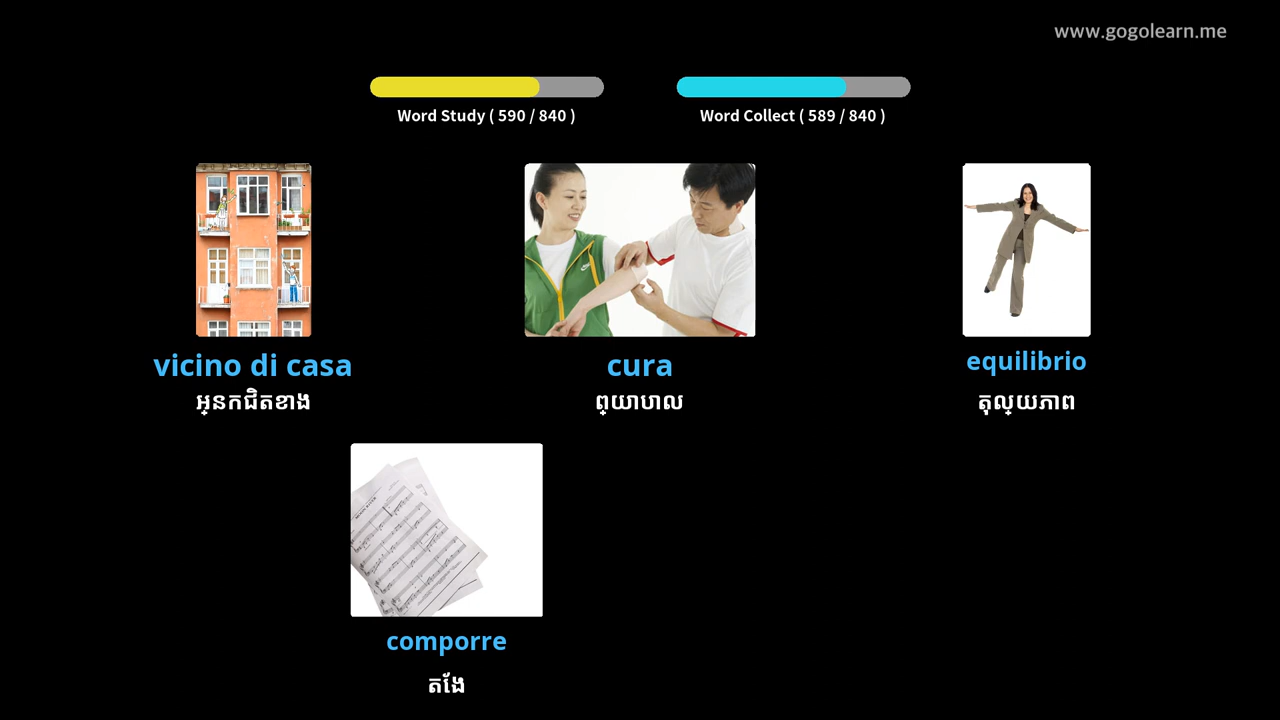 www.gogolearn.me
Word Study ( 590 / 840 )
Word Collect ( 589 / 840 )
vicino di casa
cura
equilibrio
អ្នកជិតខាង
ព្យាបាល
តុល្យភាព
comporre
តែង